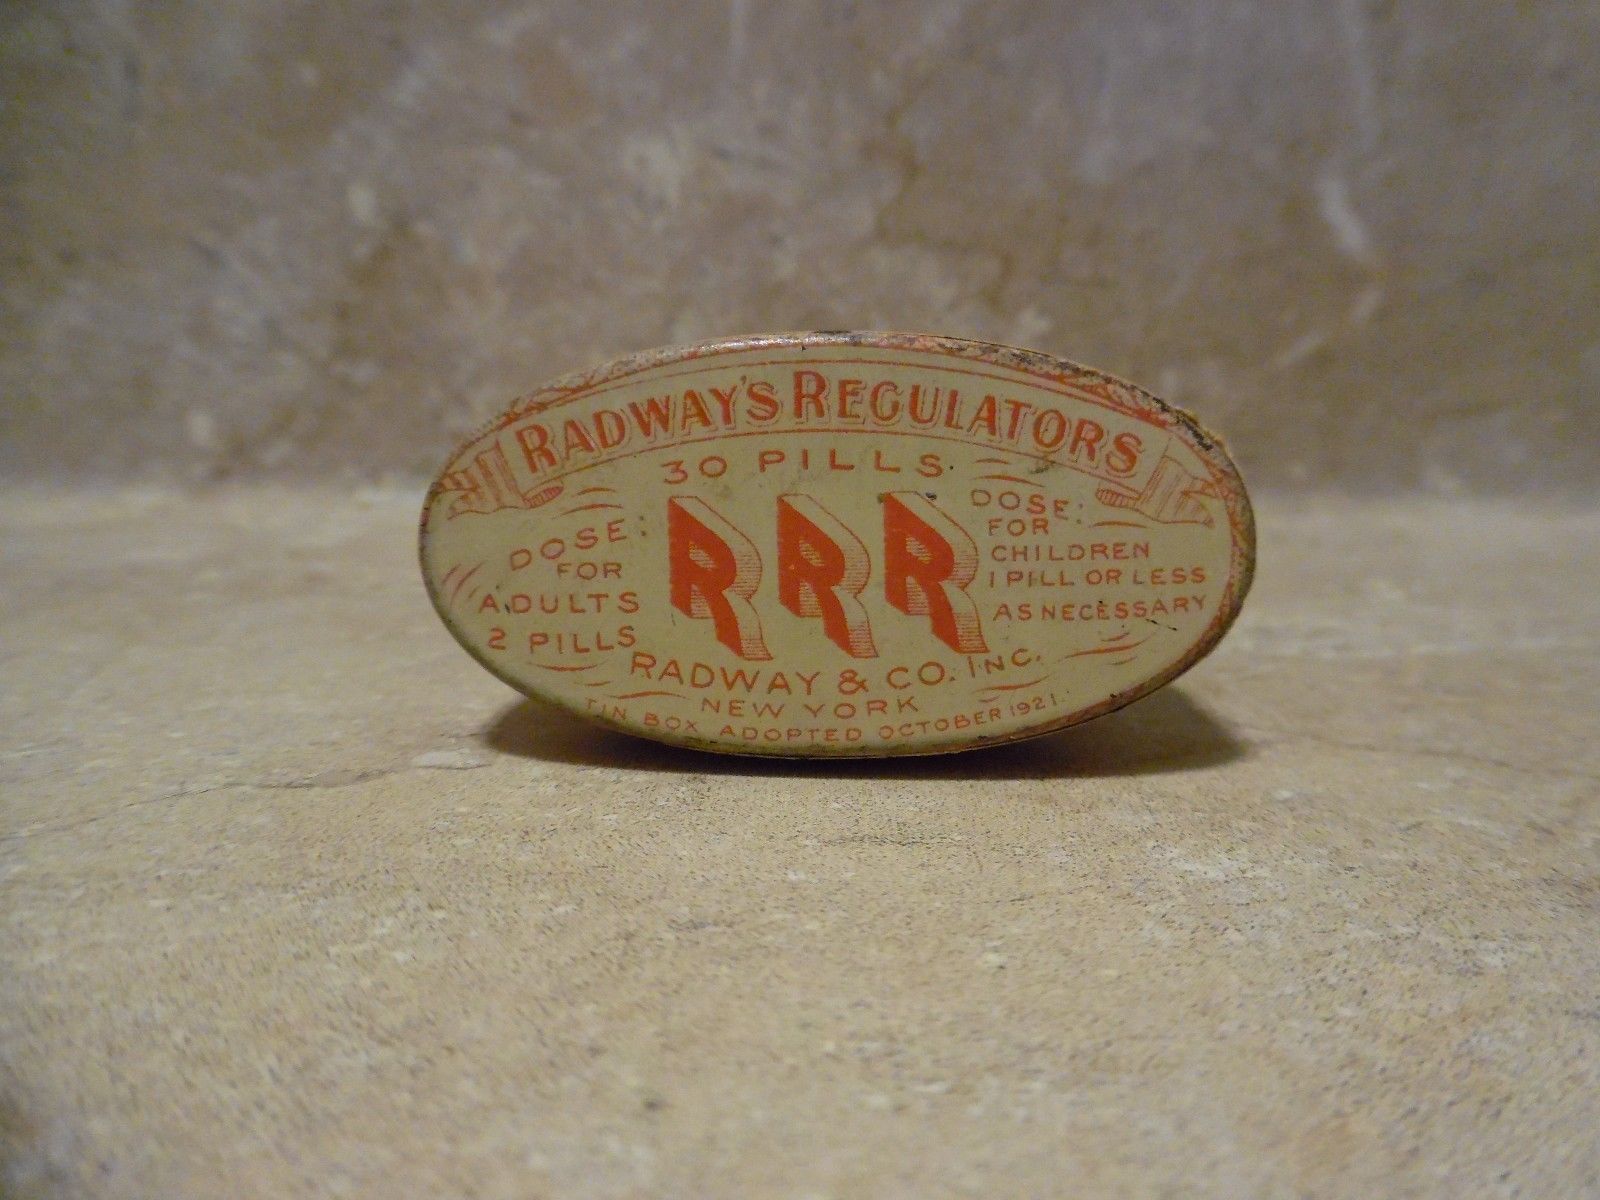 RADWAY'S REGULATORS
30 PILLS
DOSE:
FOR
ADULTS
2 PILLS
RRR
DOSE:
FOR
CHILDREN
1 PILL OR LESS
AS NECESSARY
RADWAY & CO. INC.
NEW YORK
TIN BOX ADOPTED OCTOBER 1921.